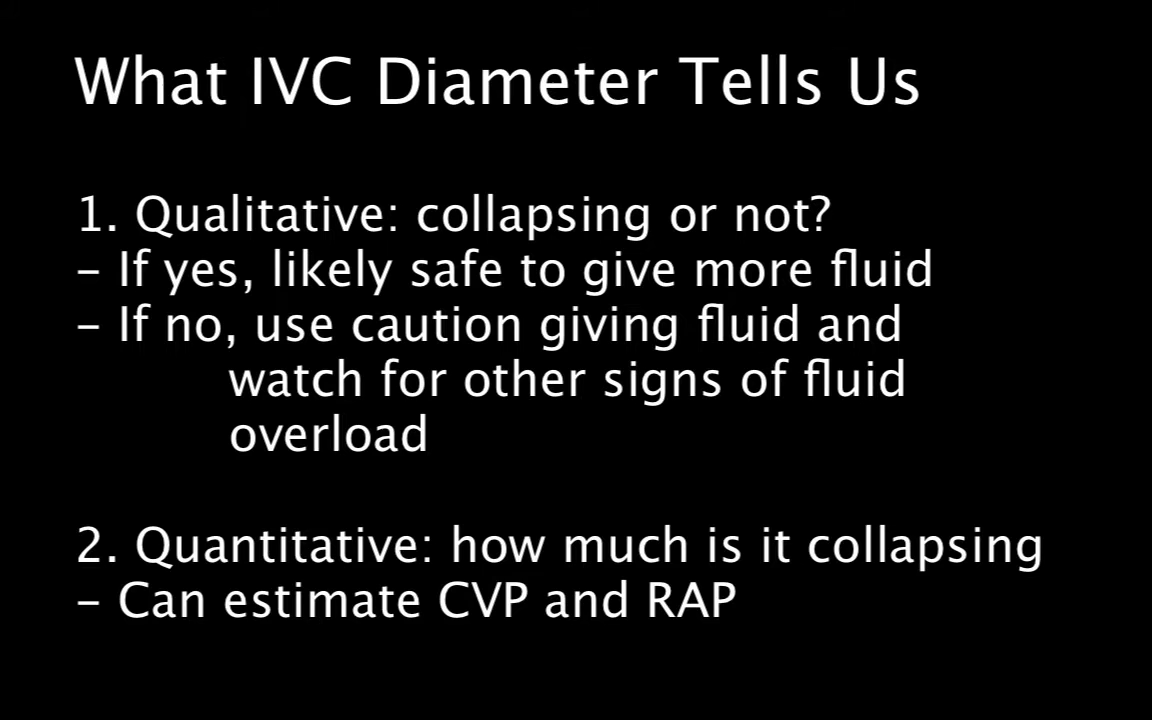 What IVC Diameter Tells Us
1. Qualitative: collapsing or not?
– If yes, likely safe to give more fluid
– If no, use caution giving fluid and
watch for other signs of fluid
overload
2. Quantitative: how much is it collapsing
– Can estimate CVP and RAP